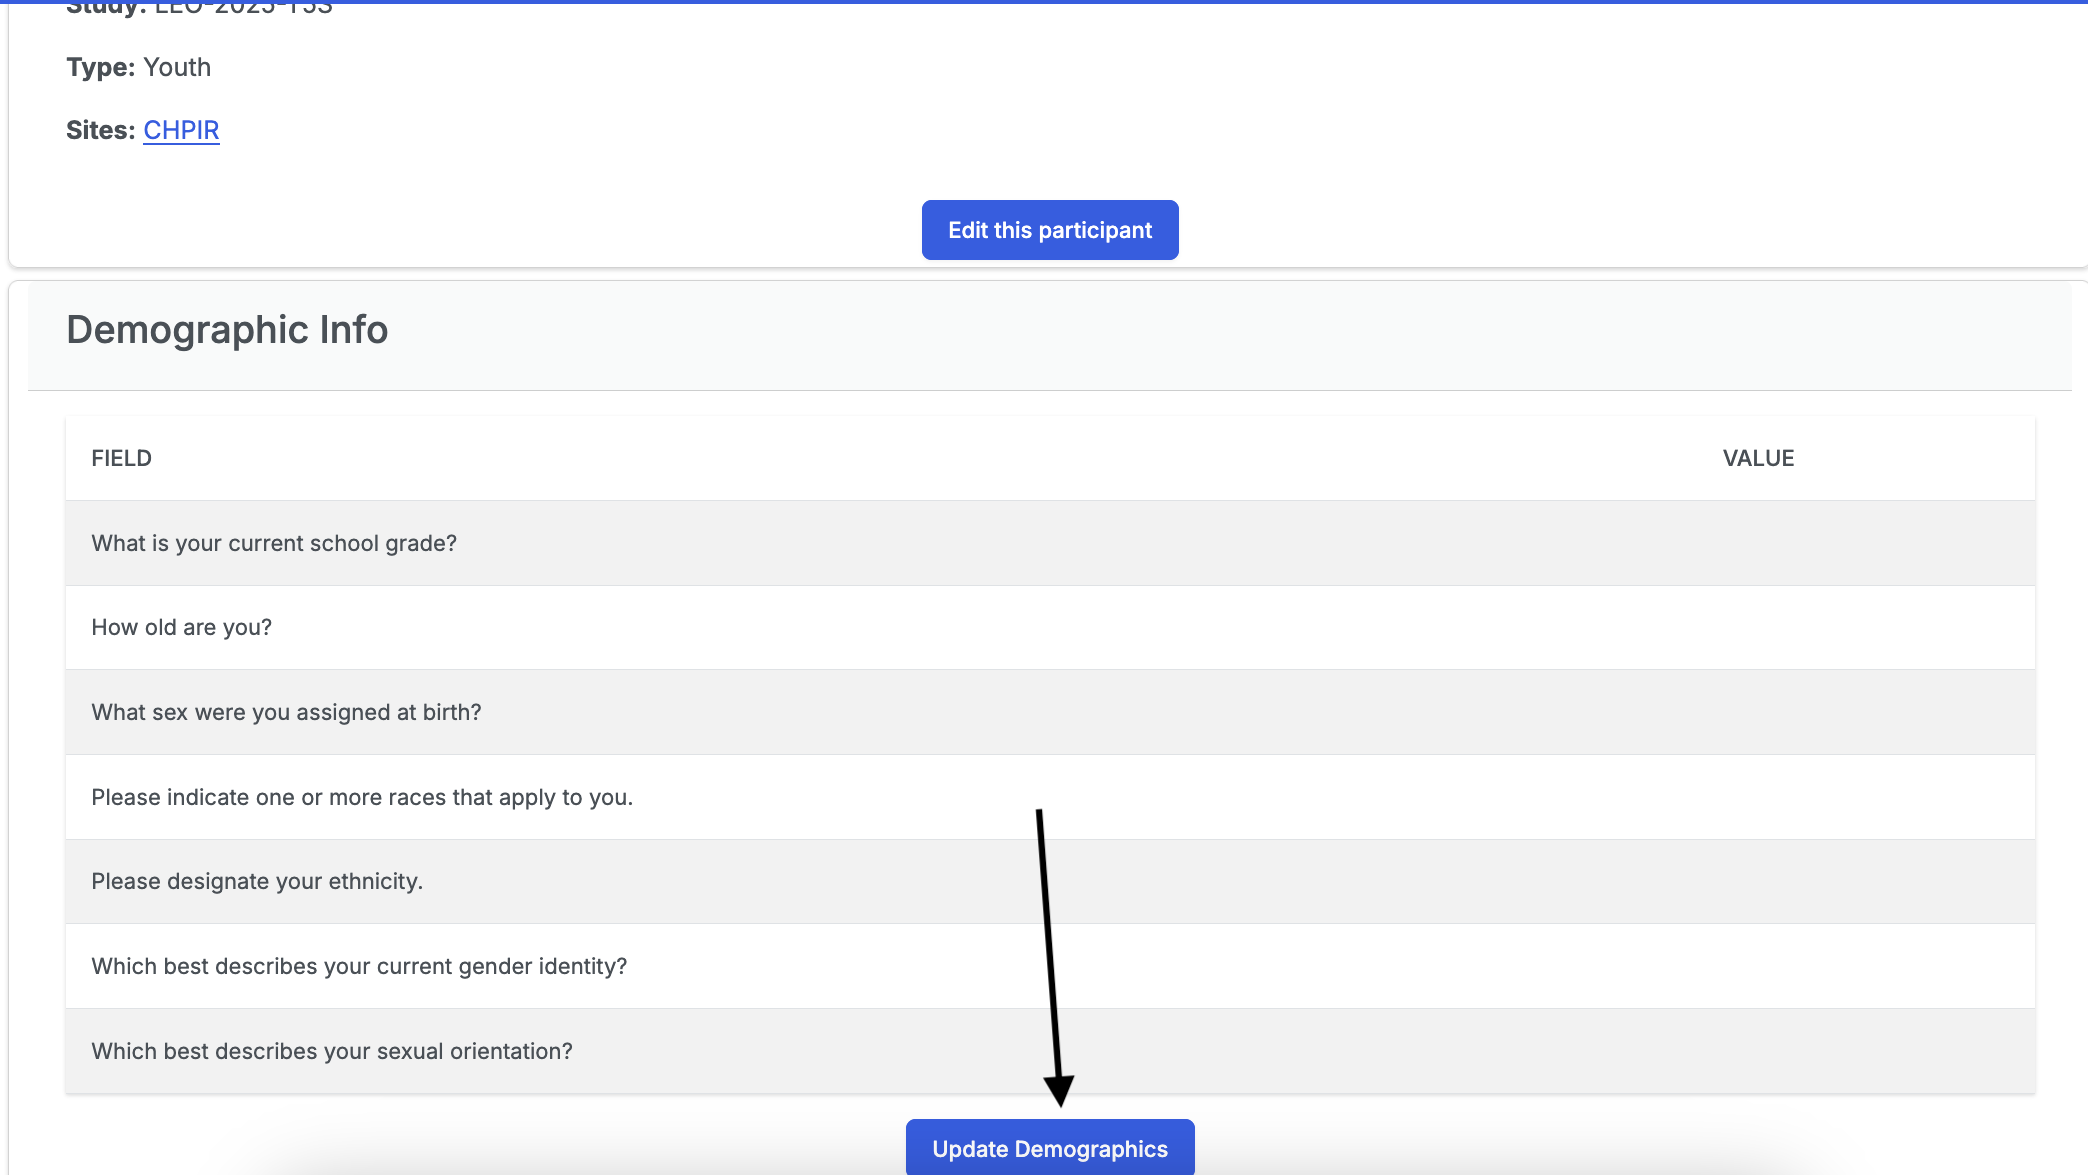 Study: LEO-2025-T5S
Type: Youth
Sites: CHPIR
Edit this participant
Demographic Info
FIELD VALUE
What is your current school grade?
How old are you?
What sex were you assigned at birth?
Please indicate one or more races that apply to you.
Please designate your ethnicity.
Which best describes your current gender identity?
Which best describes your sexual orientation?
Update Demographics